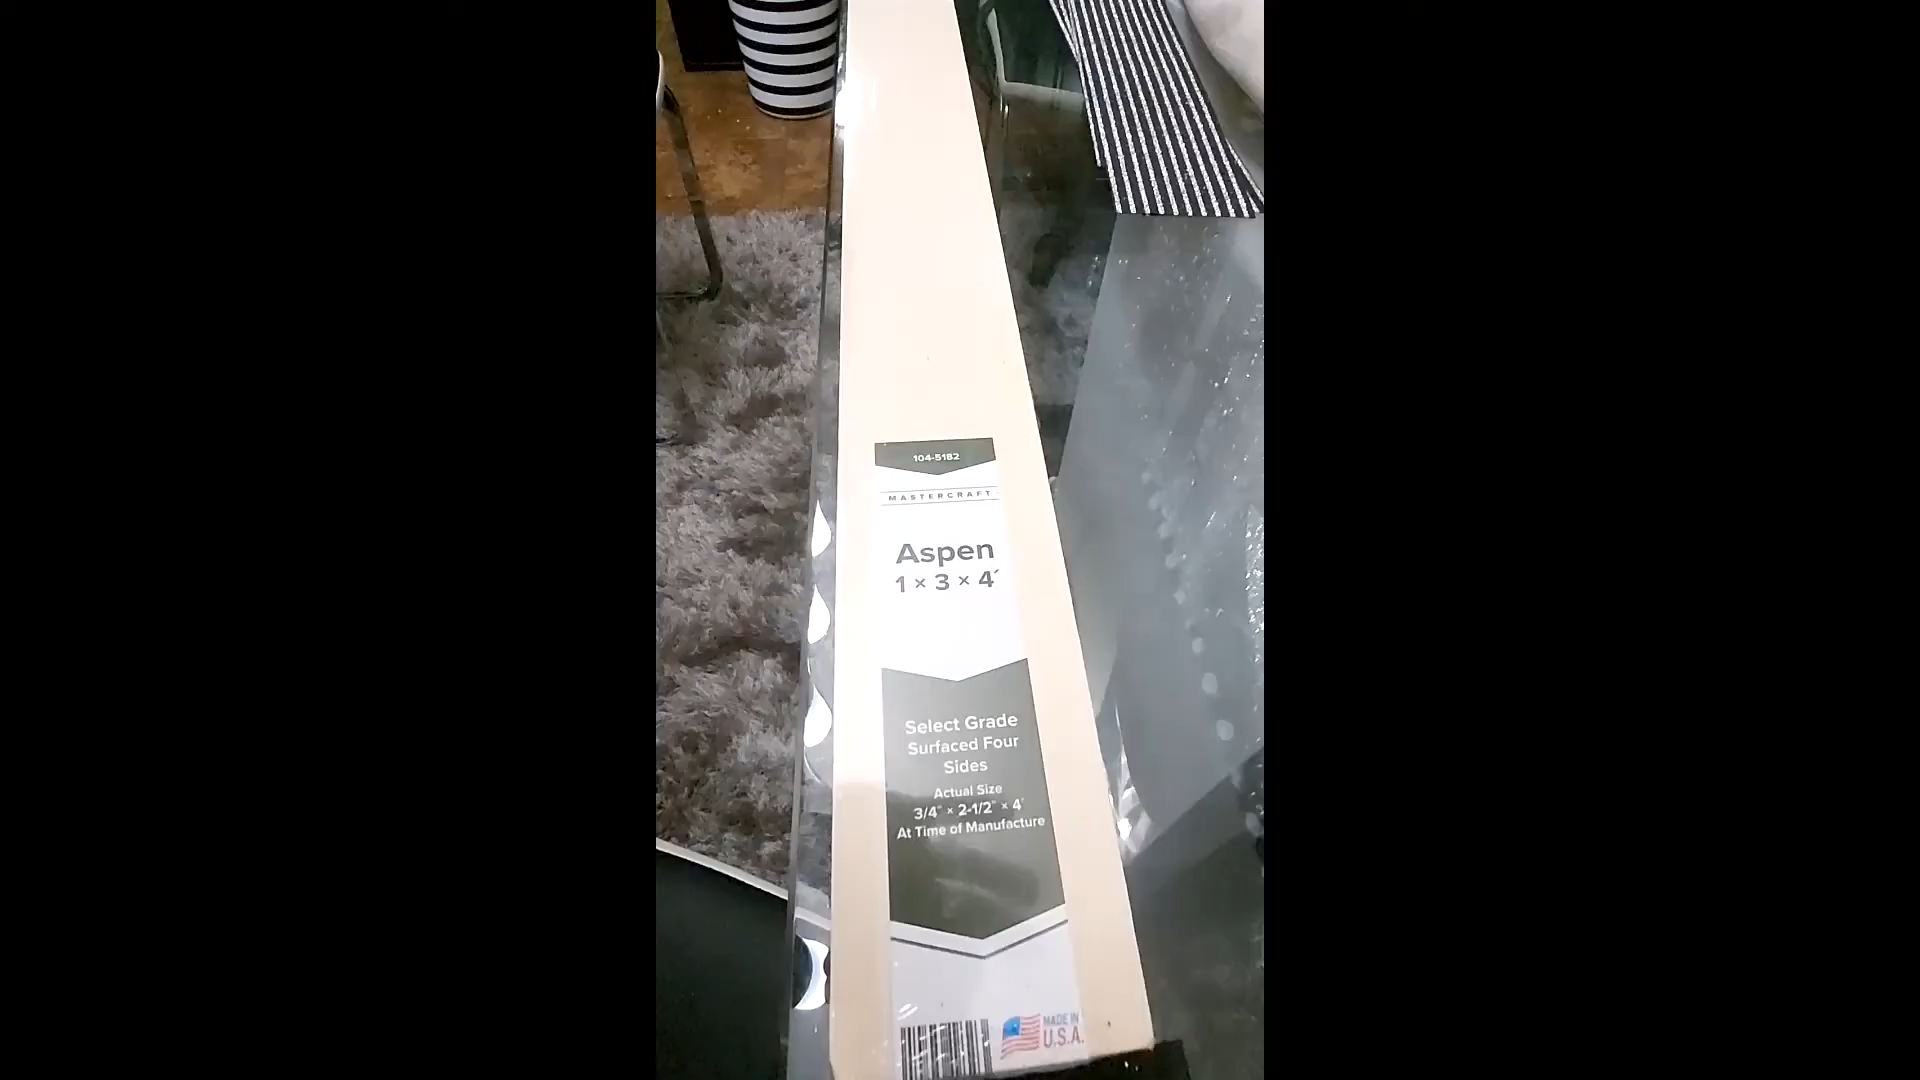 104-5182
MASTERCRAFT
Aspen
1 × 3 × 4'
Select Grade
Surfaced Four
Sides
Actual Size
3/4" × 2-1/2" × 4'
At Time of Manufacture
MADE IN
U.S.A.